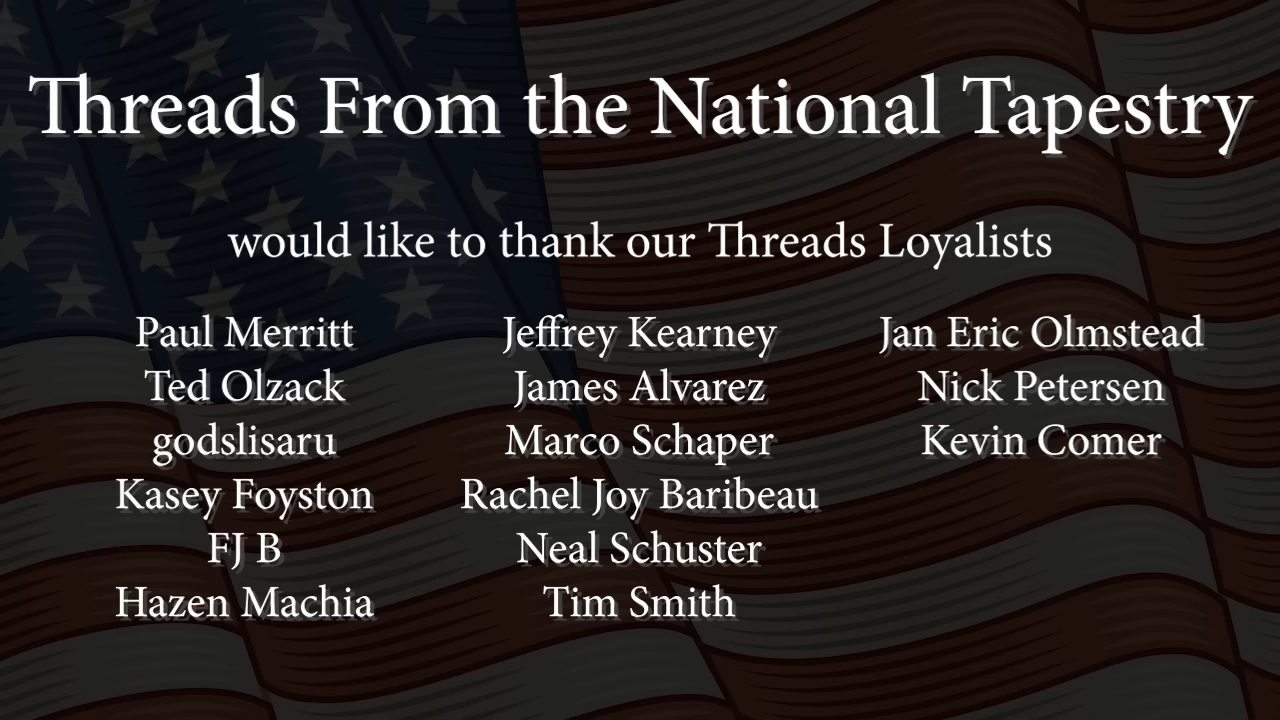 Threads From the National Tapestry
would like to thank our Threads Loyalists
Paul Merritt
Ted Olzack
godslisaru
Kasey Foyston
FJ B
Hazen Machia
Jeffrey Kearney
James Alvarez
Marco Schaper
Rachel Joy Baribeau
Neal Schuster
Tim Smith
Jan Eric Olmstead
Nick Petersen
Kevin Comer